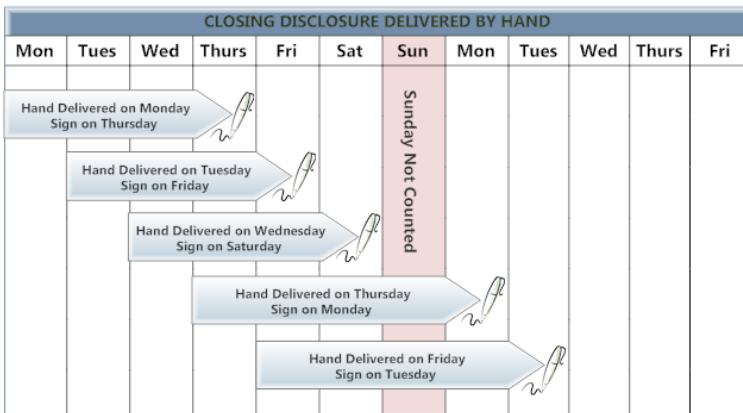 CLOSING DISCLOSURE DELIVERED BY HAND
Mon Tues Wed Thurs Fri Sat Sun Mon Tues Wed Thurs Fri
Hand Delivered on Monday
Sign on Thursday
Hand Delivered on Tuesday
Sign on Friday
Hand Delivered on Wednesday
Sign on Saturday
Sunday Not Counted
Hand Delivered on Thursday
Sign on Monday
Hand Delivered on Friday
Sign on Tuesday